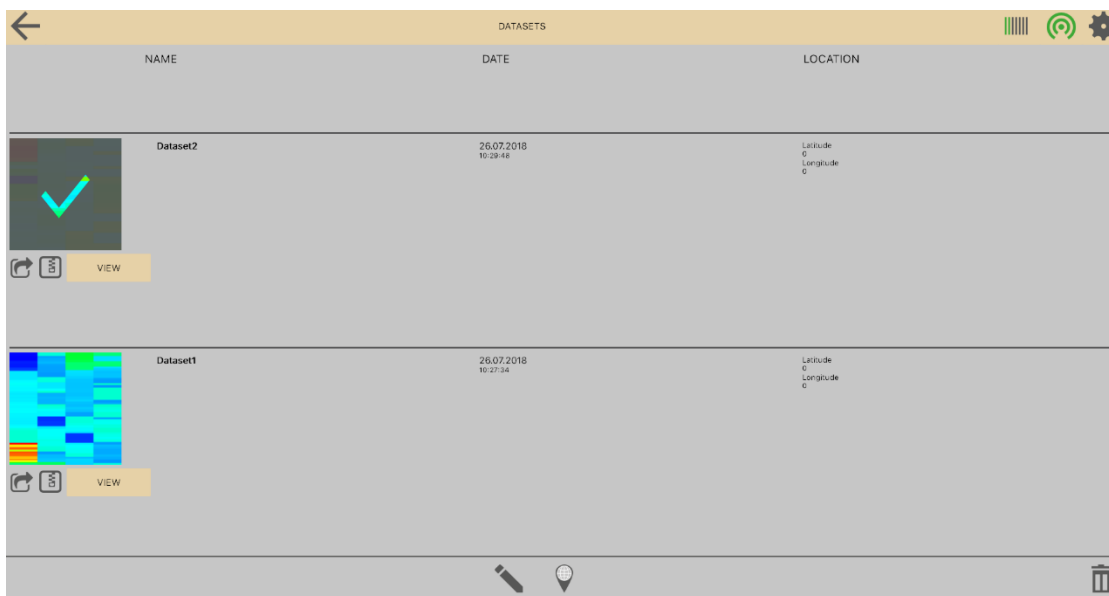 DATASETS
NAME DATE LOCATION
Dataset2
26.07.2018
10:29:48
Latitude
0
Longitude
0
VIEW
Dataset1
26.07.2018
10:27:34
Latitude
0
Longitude
0
VIEW